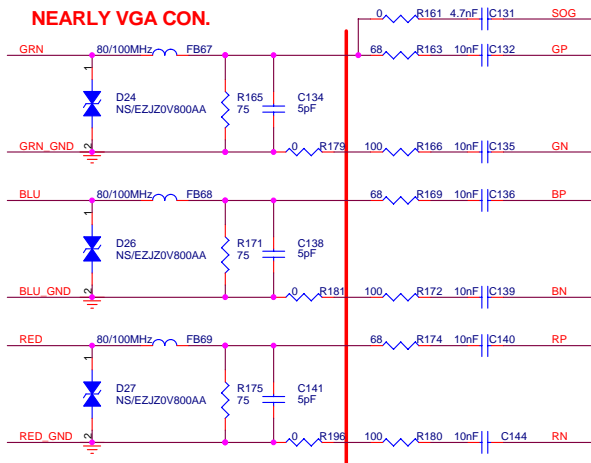 NEARLY VGA CON.
0 R161 4.7nF C131 SOG
GRN 80/100MHz FB67 68 R163 10nF C132 GP
1
D24
NS/EZJZ0V800AA
R165
75
C134
5pF
2
GRN_GND 0 R179 100 R166 10nF C135 GN
BLU 80/100MHz FB68 68 R169 10nF C136 BP
1
D26
NS/EZJZ0V800AA
R171
75
C138
5pF
2
BLU_GND 0 R181 100 R172 10nF C139 BN
RED 80/100MHz FB69 68 R174 10nF C140 RP
1
D27
NS/EZJZ0V800AA
R175
75
C141
5pF
2
RED_GND 0 R196 100 R180 10nF C144 RN